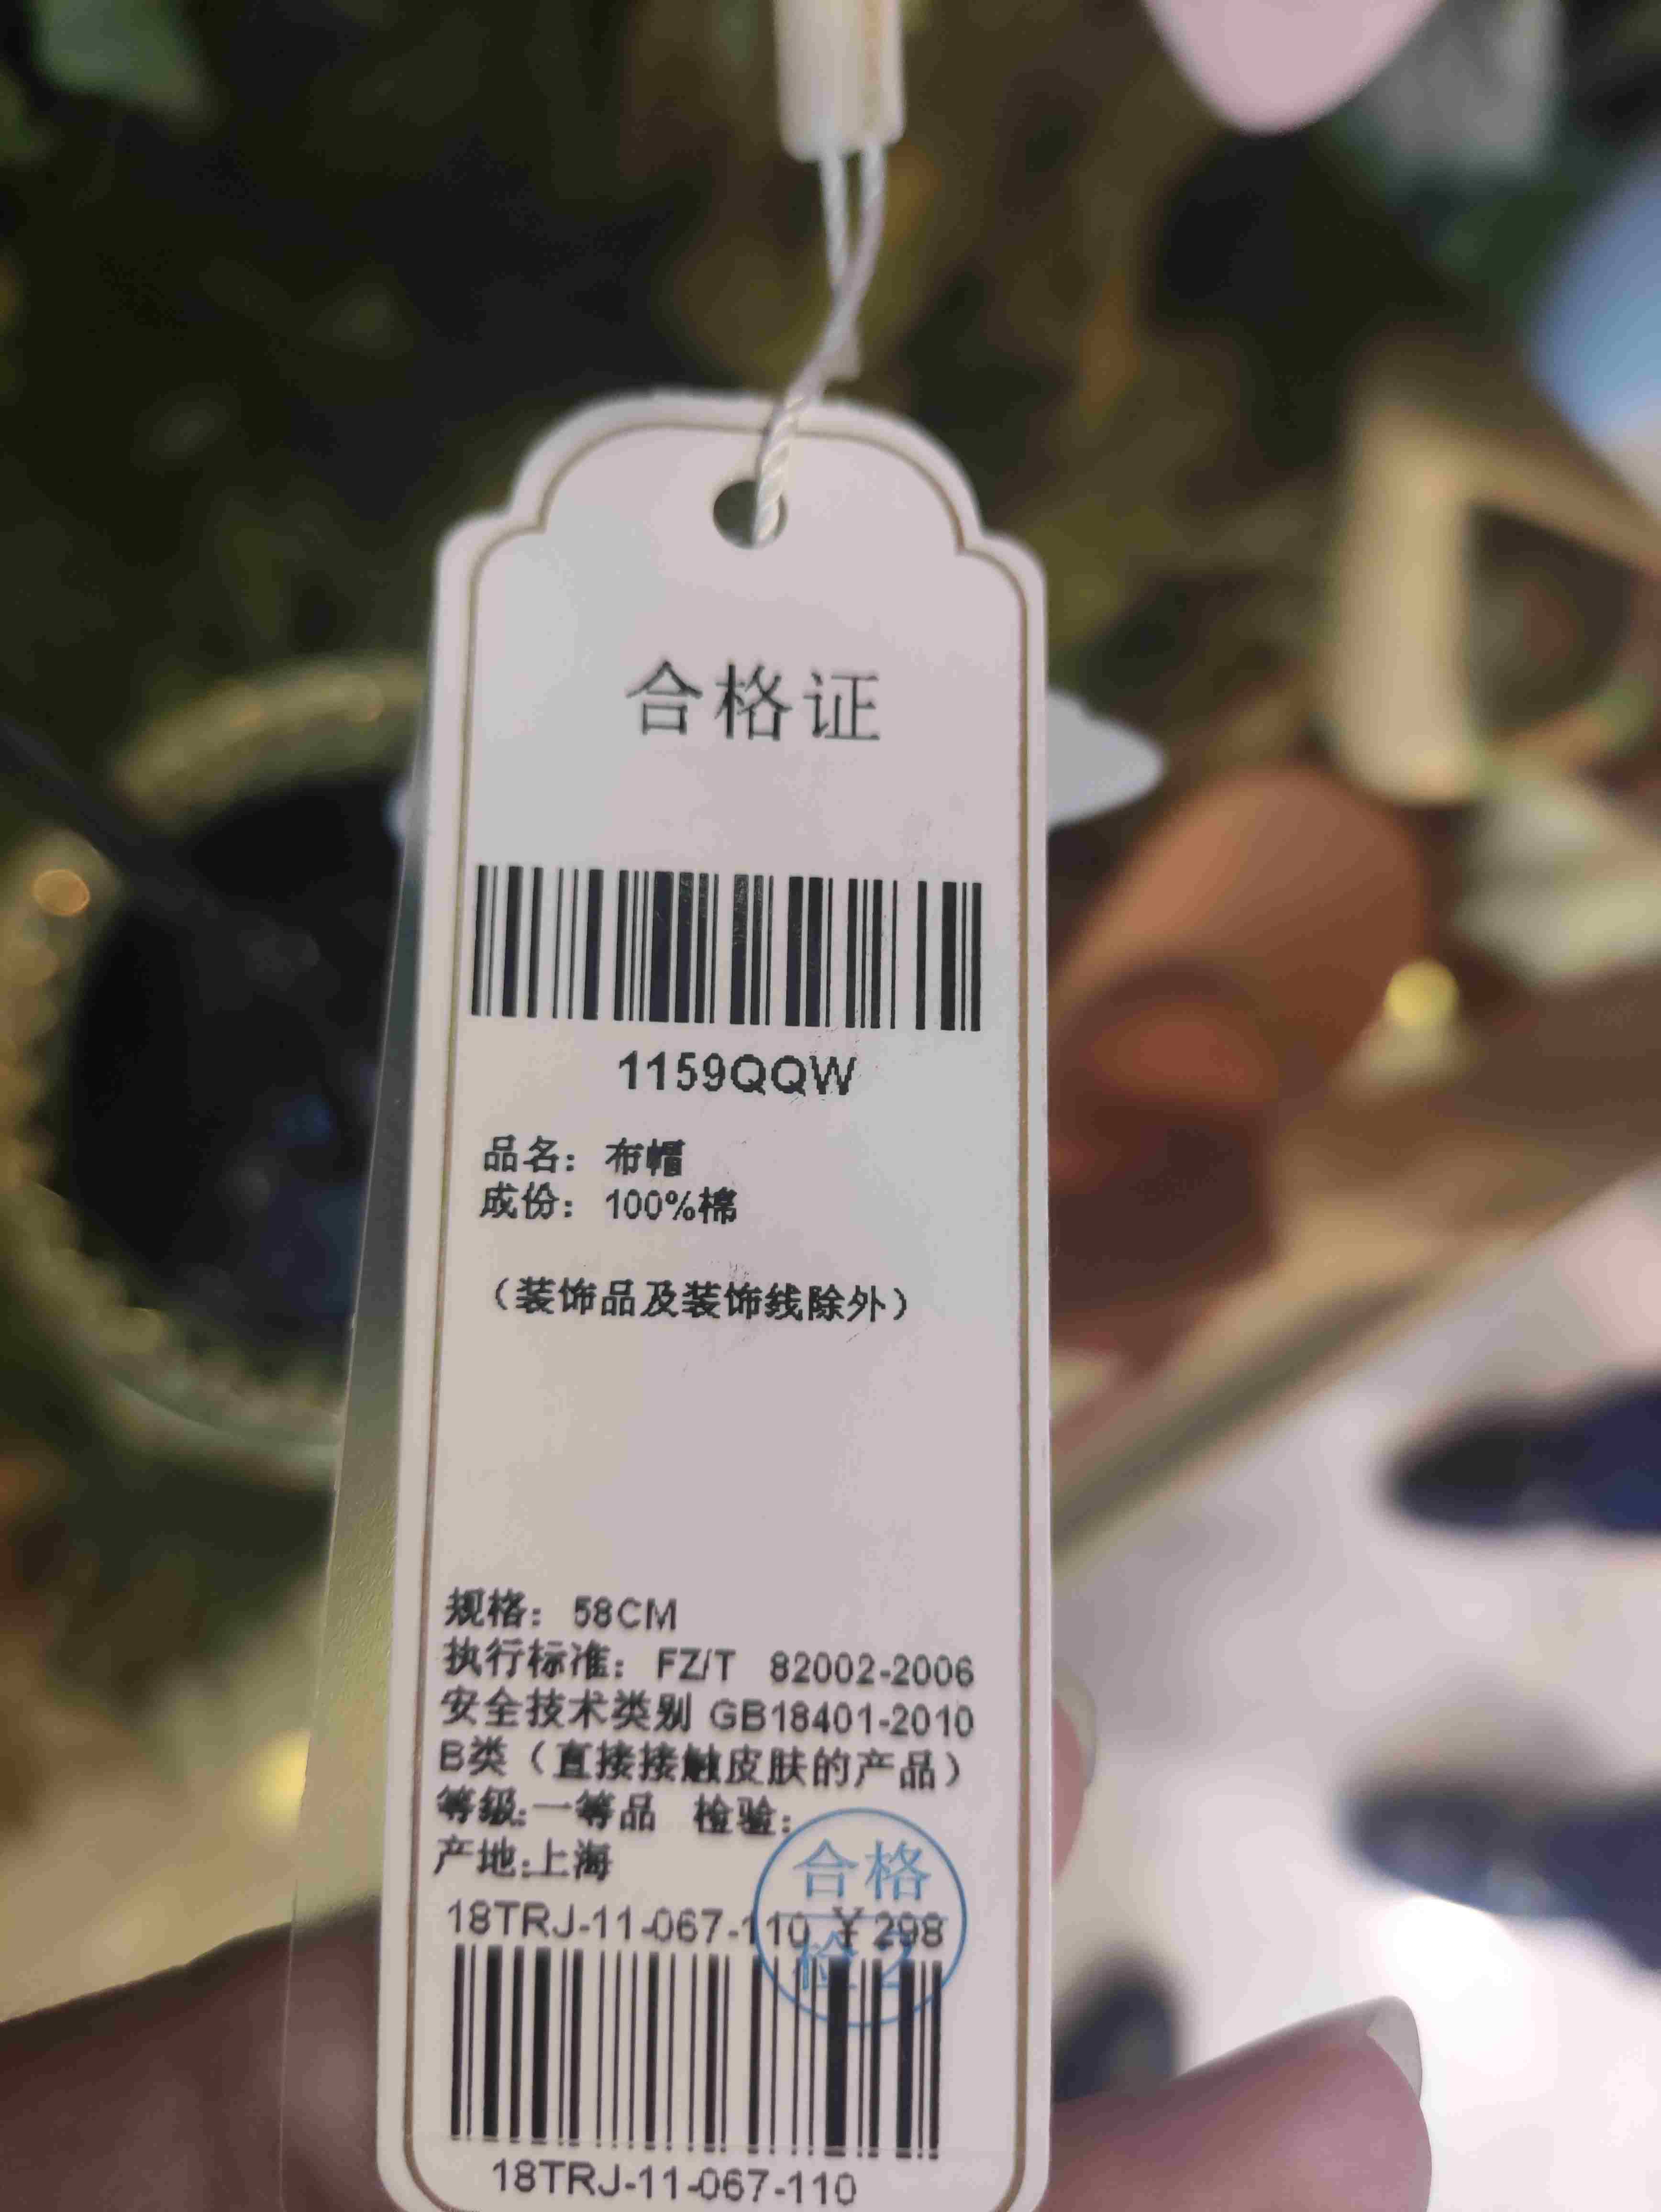 合格证
1159QQW
品名：布帽
成份：100%棉
（装饰品及装饰线除外）
规格：58CM
执行标准：FZ/T 82002-2006
安全技术类别 GB18401-2010
B类（直接接触皮肤的产品）
等级:一等品 检验:
产地:上海
合格
18TRJ-11-067-110 ￥298
检2
18TRJ-11-067-110